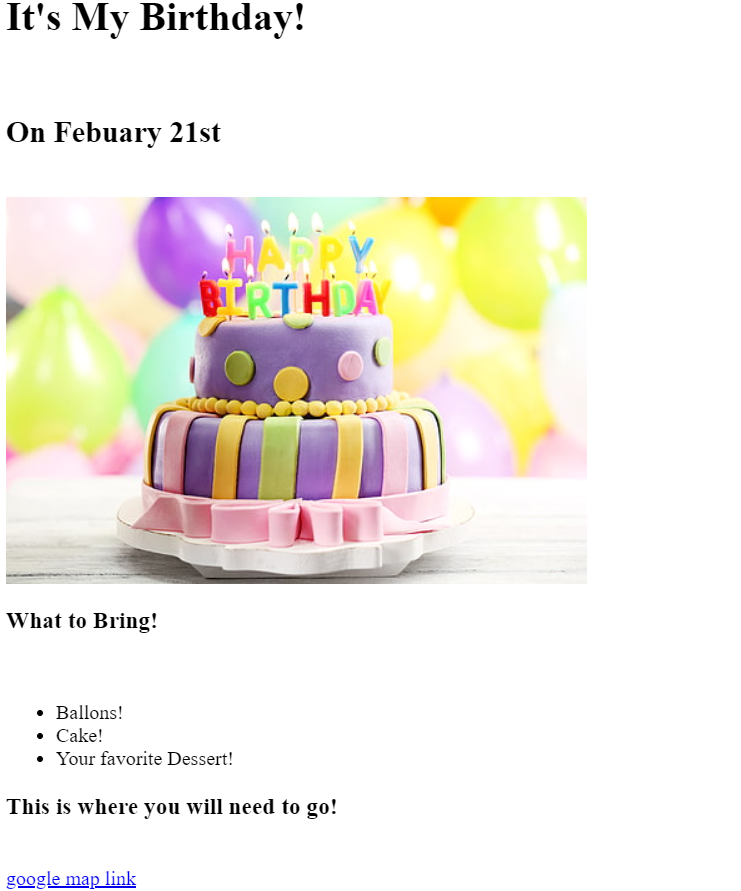 It's My Birthday!
On Febuary 21st
HAPPY
BIRTHDAY
What to Bring!
Ballons!
Cake!
Your favorite Dessert!
This is where you will need to go!
google map link